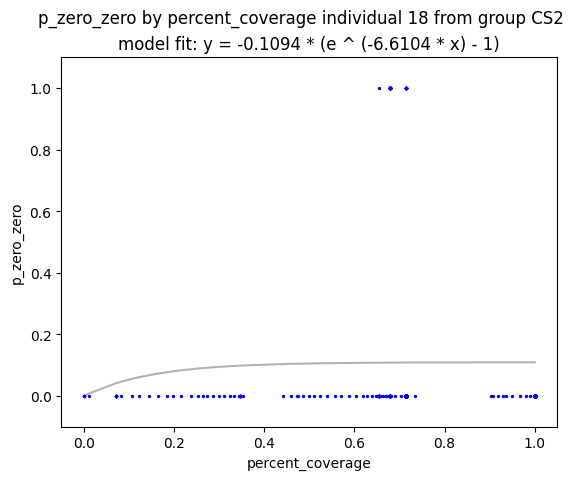 p_zero_zero by percent_coverage individual 18 from group CS2
model fit: y = -0.1094 * (e ^ (-6.6104 * x) - 1)
1.0
0.8
0.6
0.4
0.2
0.0
p_zero_zero
0.0 0.2 0.4 0.6 0.8 1.0
percent_coverage